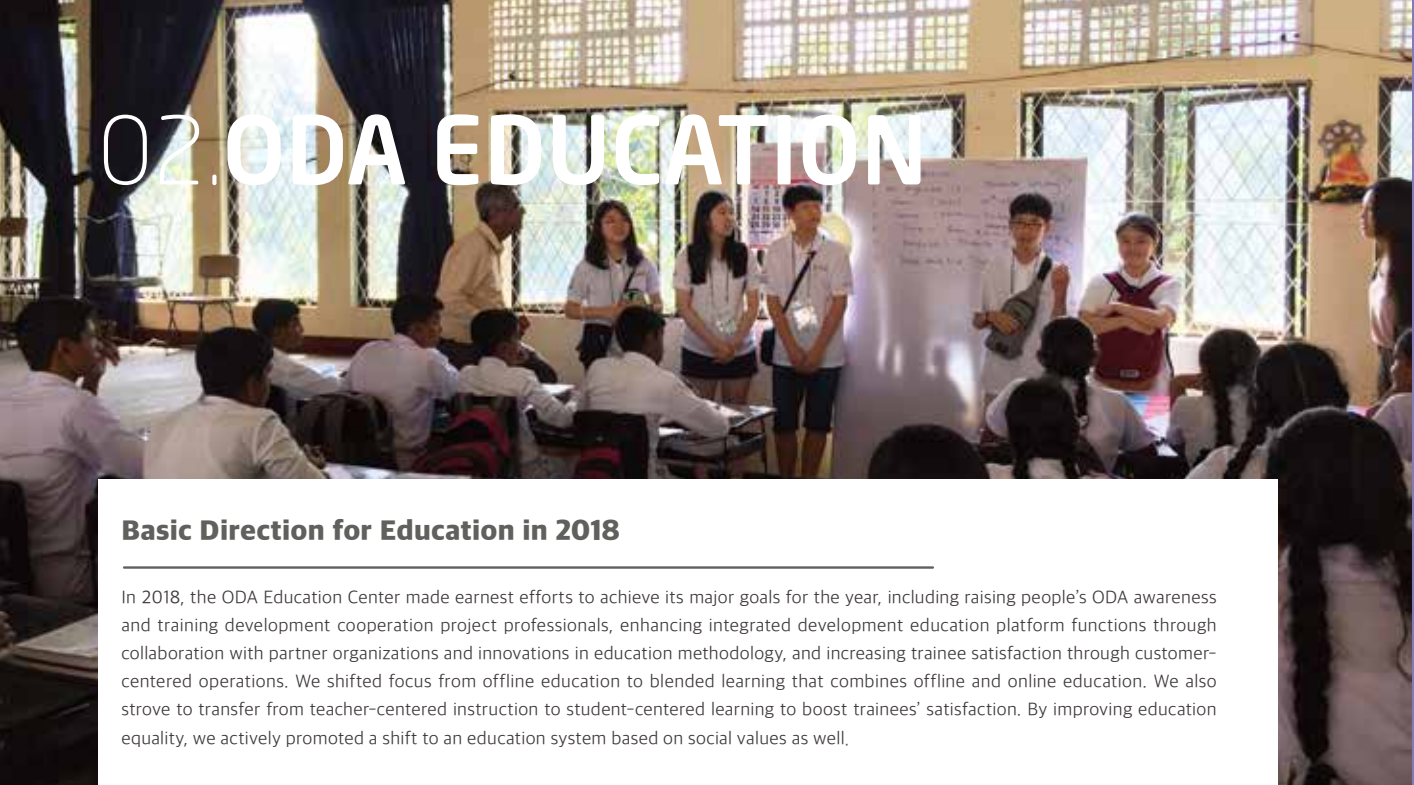 02.ODA EDUCATION
Basic Direction for Education in 2018
In 2018, the ODA Education Center made earnest efforts to achieve its major goals for the year, including raising people's ODA awareness
and training development cooperation project professionals, enhancing integrated development education platform functions through
collaboration with partner organizations and innovations in education methodology, and increasing trainee satisfaction through customer-
centered operations. We shifted focus from offline education to blended learning that combines offline and online education. We also
strove to transfer from teacher-centered instruction to student-centered learning to boost trainees' satisfaction. By improving education
equality, we actively promoted a shift to an education system based on social values as well.